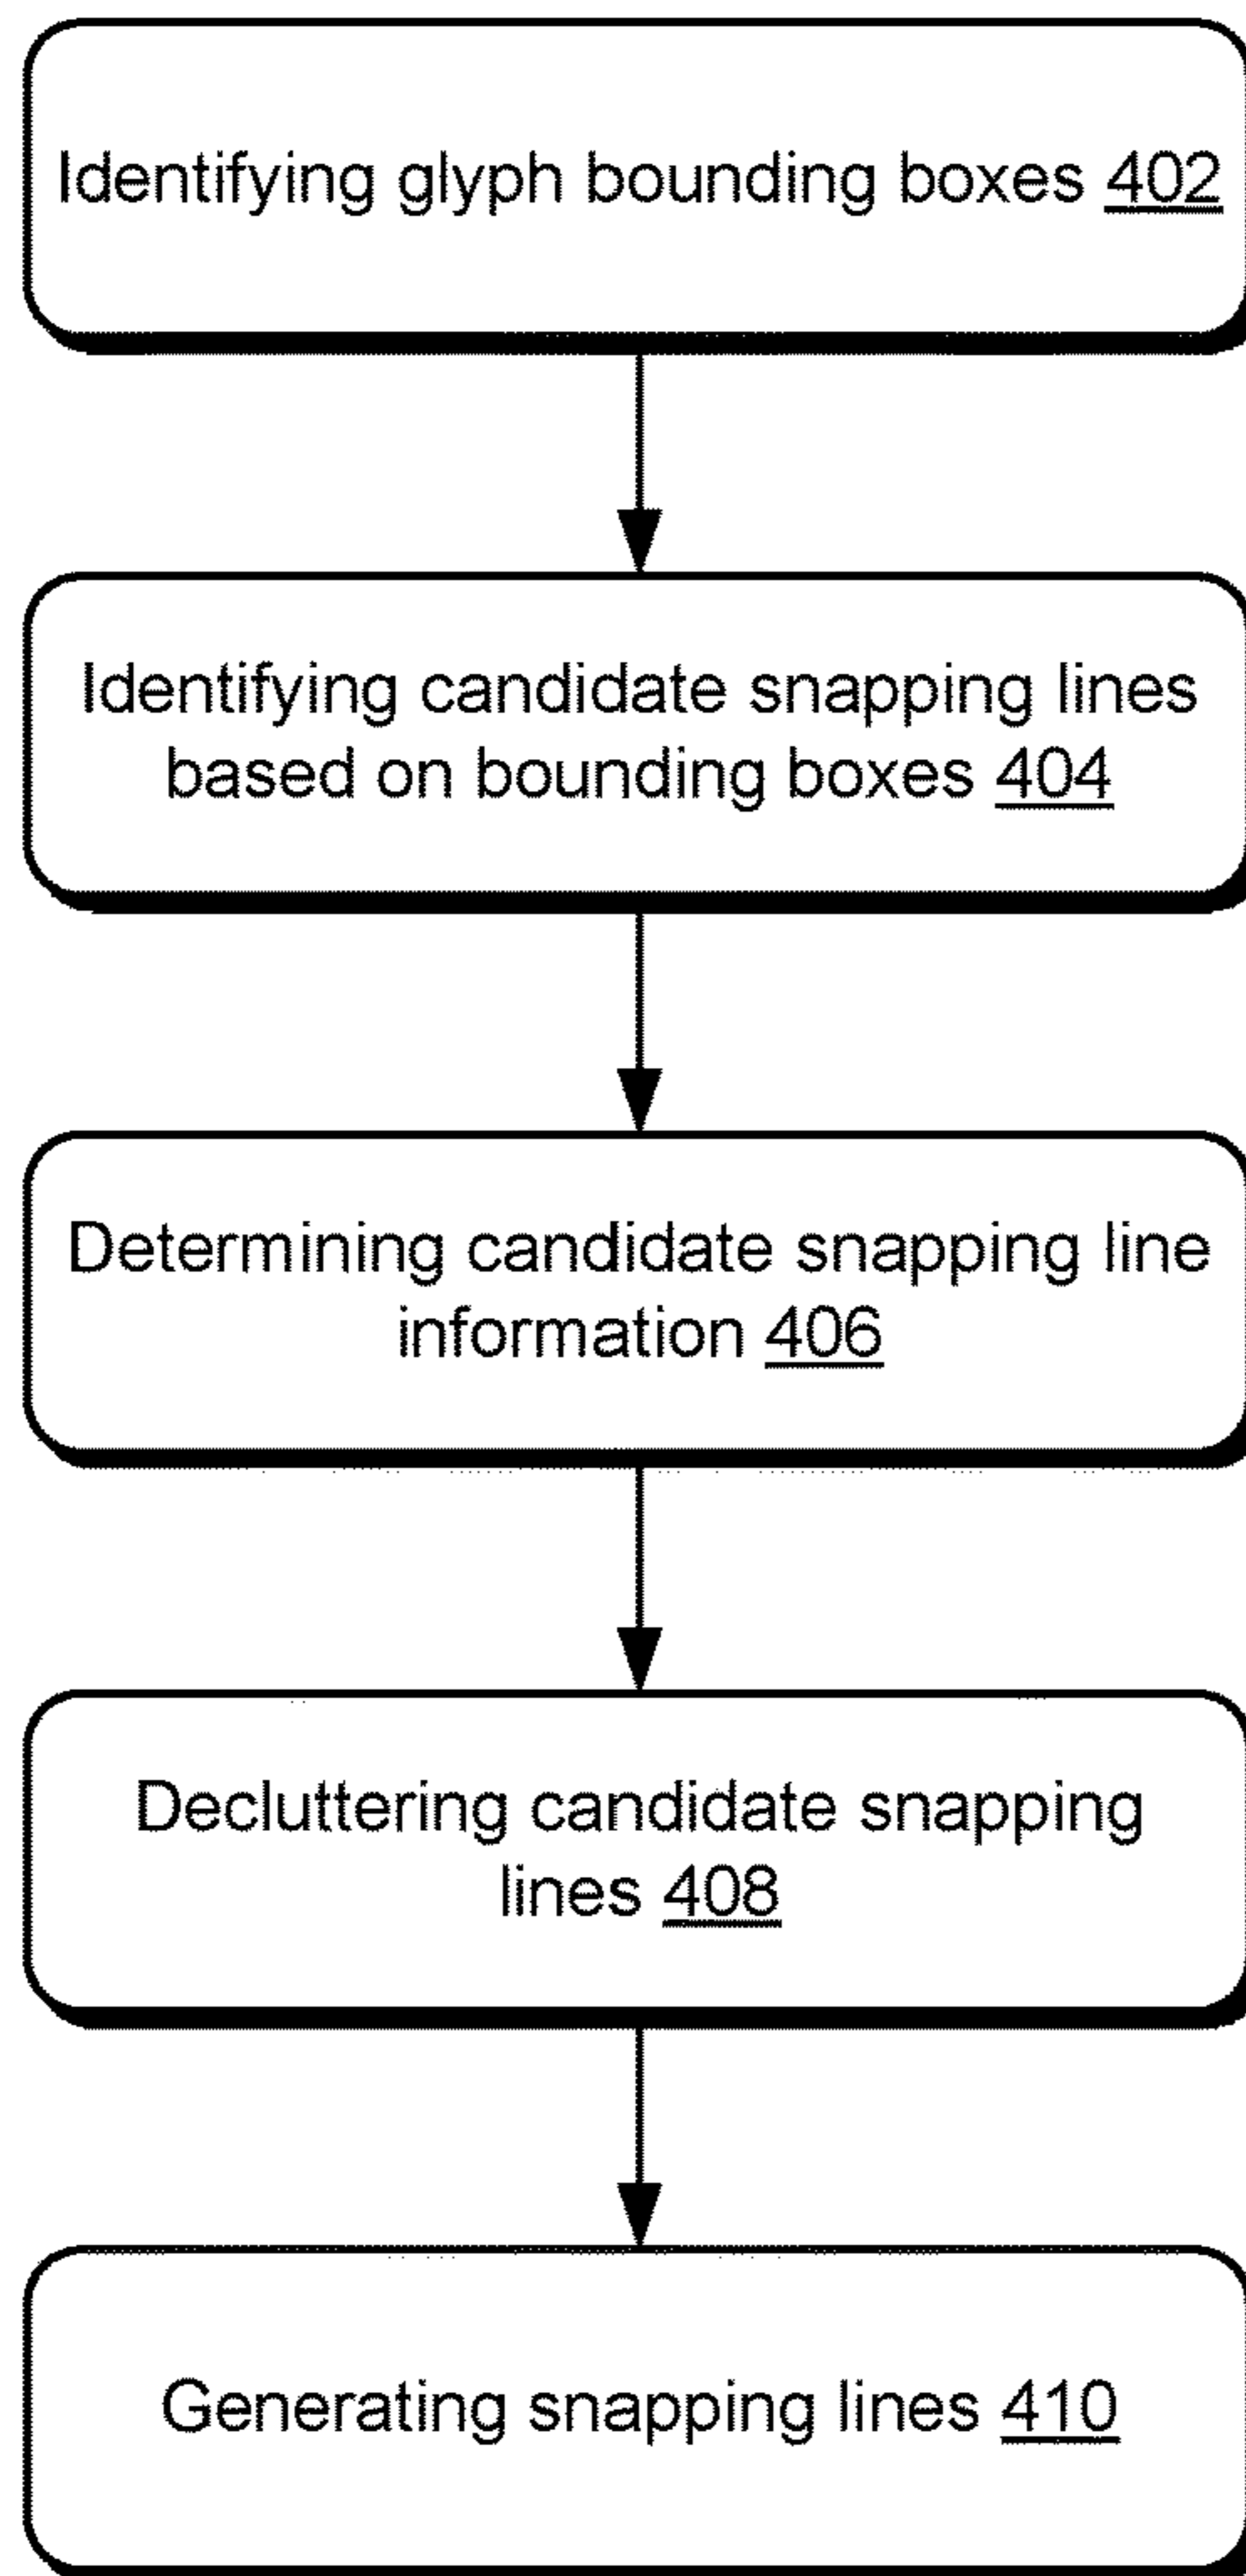 Identifying glyph bounding boxes 402
Identifying candidate snapping lines
based on bounding boxes 404
Determining candidate snapping line
information 406
Decluttering candidate snapping
lines 408
Generating snapping lines 410